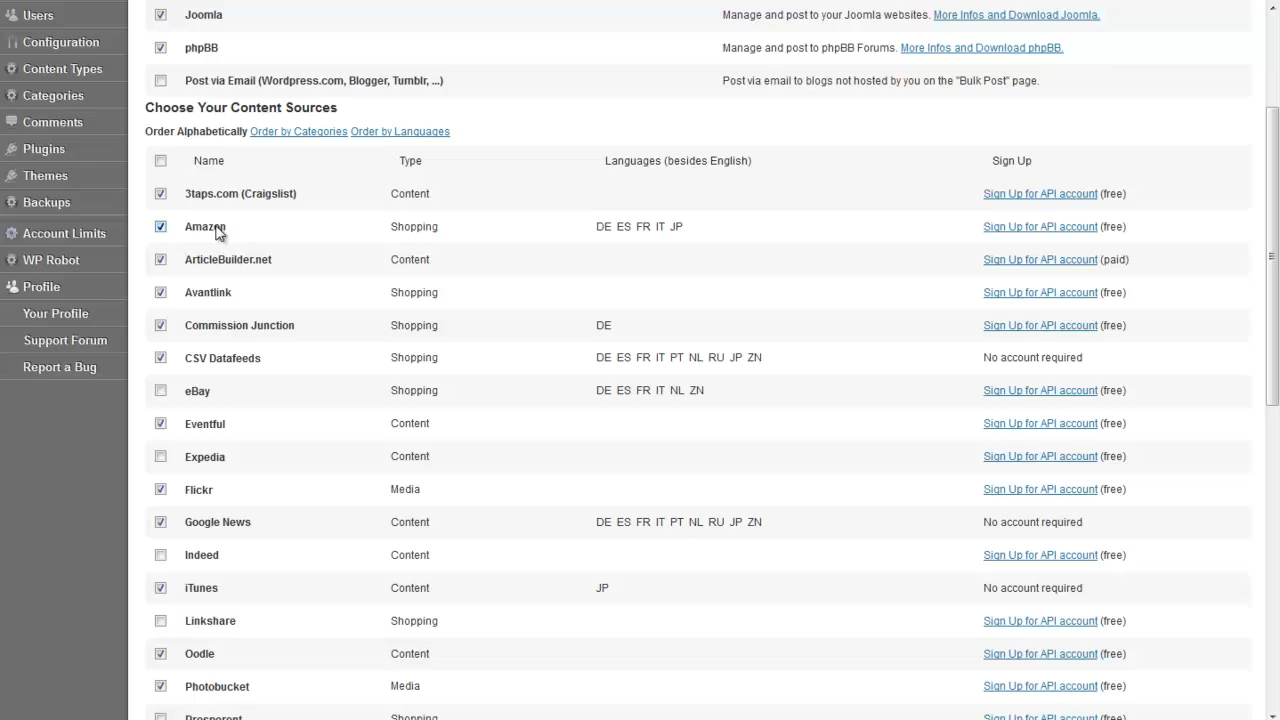 Users
Configuration
Content Types
Categories
Comments
Plugins
Themes
Backups
Account Limits
WP Robot
Profile
Your Profile
Support Forum
Report a Bug
Joomla Manage and post to your Joomla websites. More Infos and Download Joomla.
phpBB Manage and post to phpBB Forums. More Infos and Download phpBB.
Post via Email (Wordpress.com, Blogger, Tumblr, ...) Post via email to blogs not hosted by you on the "Bulk Post" page.
Choose Your Content Sources
Order Alphabetically Order by Categories Order by Languages
Name Type Languages (besides English) Sign Up
3taps.com (Craigslist) Content Sign Up for API account (free)
Amazon Shopping DE ES FR IT JP Sign Up for API account (free)
ArticleBuilder.net Content Sign Up for API account (paid)
Avantlink Shopping Sign Up for API account (free)
Commission Junction Shopping DE Sign Up for API account (free)
CSV Datafeeds Shopping DE ES FR IT PT NL RU JP ZN No account required
eBay Shopping DE ES FR IT NL ZN Sign Up for API account (free)
Eventful Content Sign Up for API account (free)
Expedia Content Sign Up for API account (free)
Flickr Media Sign Up for API account (free)
Google News Content DE ES FR IT PT NL RU JP ZN No account required
Indeed Content Sign Up for API account (free)
iTunes Content JP No account required
Linkshare Shopping Sign Up for API account (free)
Oodle Content Sign Up for API account (free)
Photobucket Media Sign Up for API account (free)
Prosperent Shopping Sign Up for API account (free)